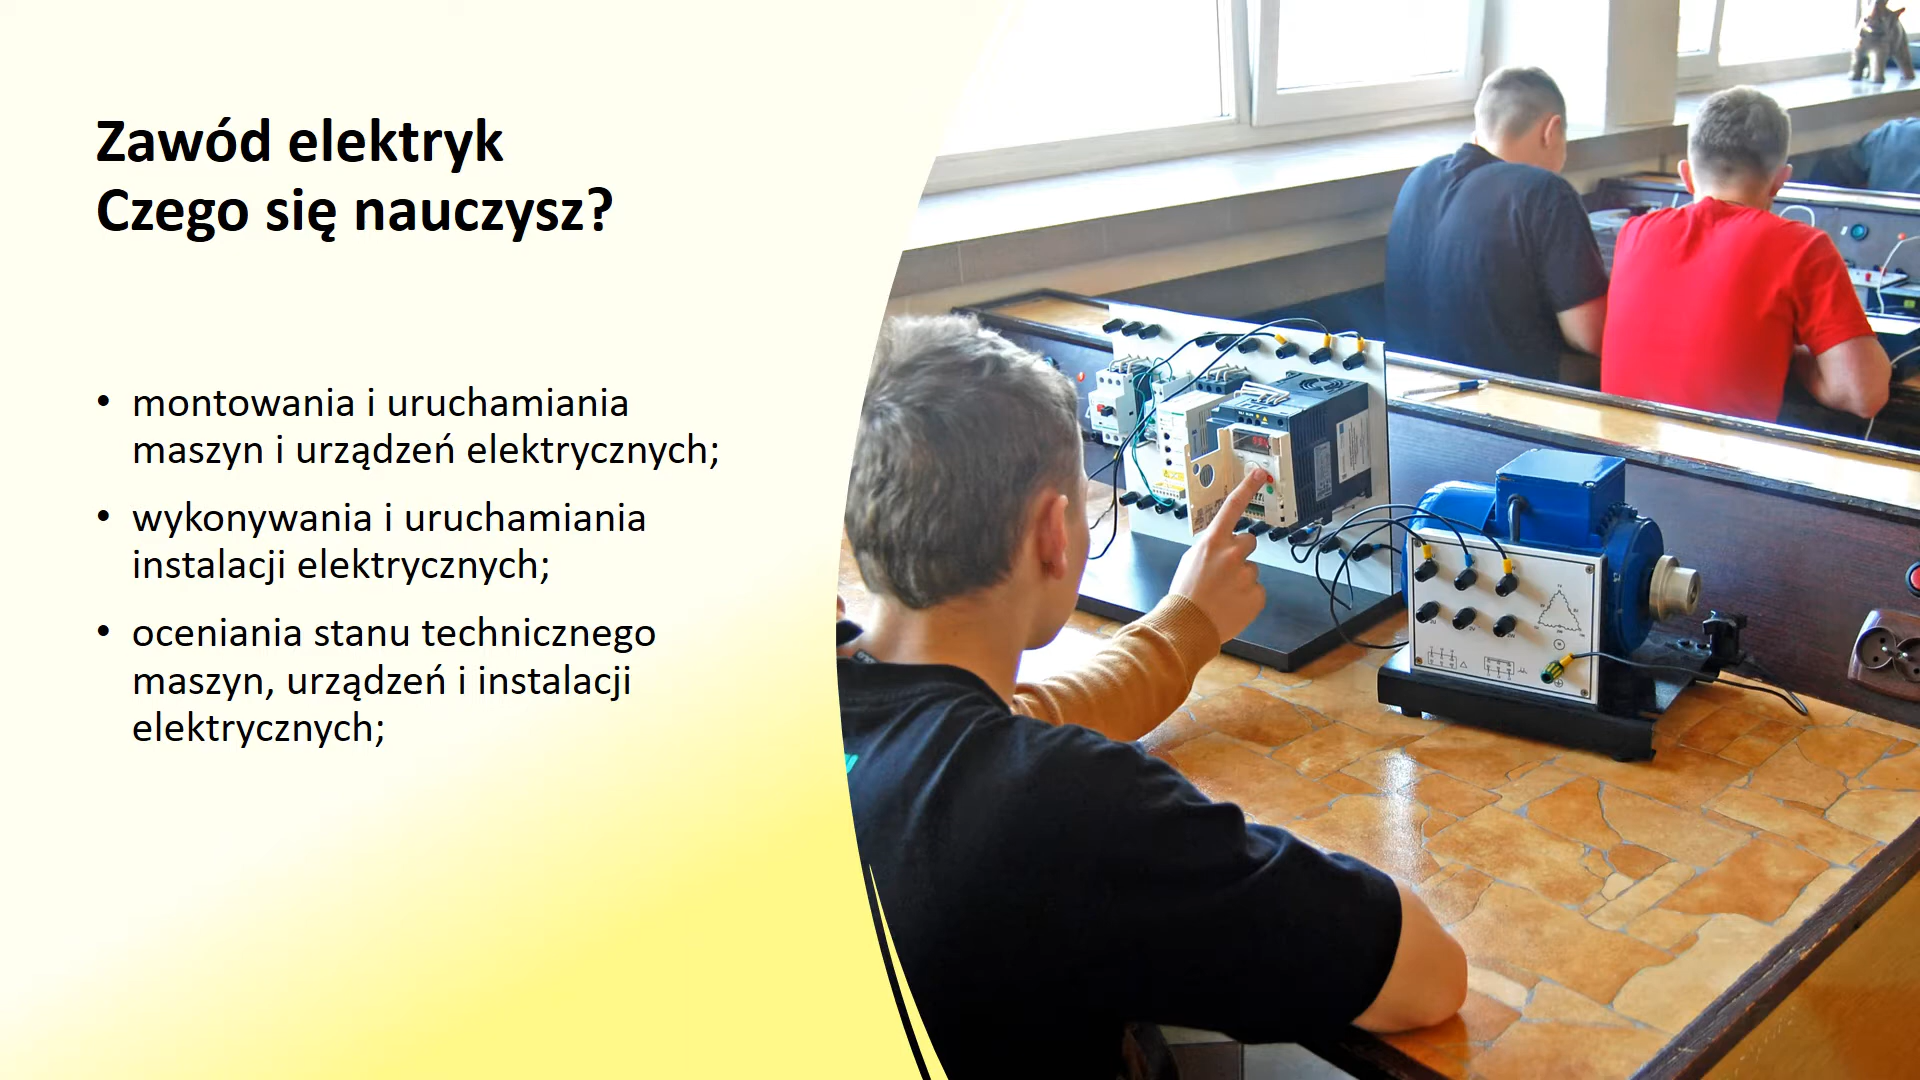 Zawód elektryk
Czego się nauczysz?
• montowania i uruchamiania
maszyn i urządzeń elektrycznych;
• wykonywania i uruchamiania
instalacji elektrycznych;
• oceniania stanu technicznego
maszyn, urządzeń i instalacji
elektrycznych;